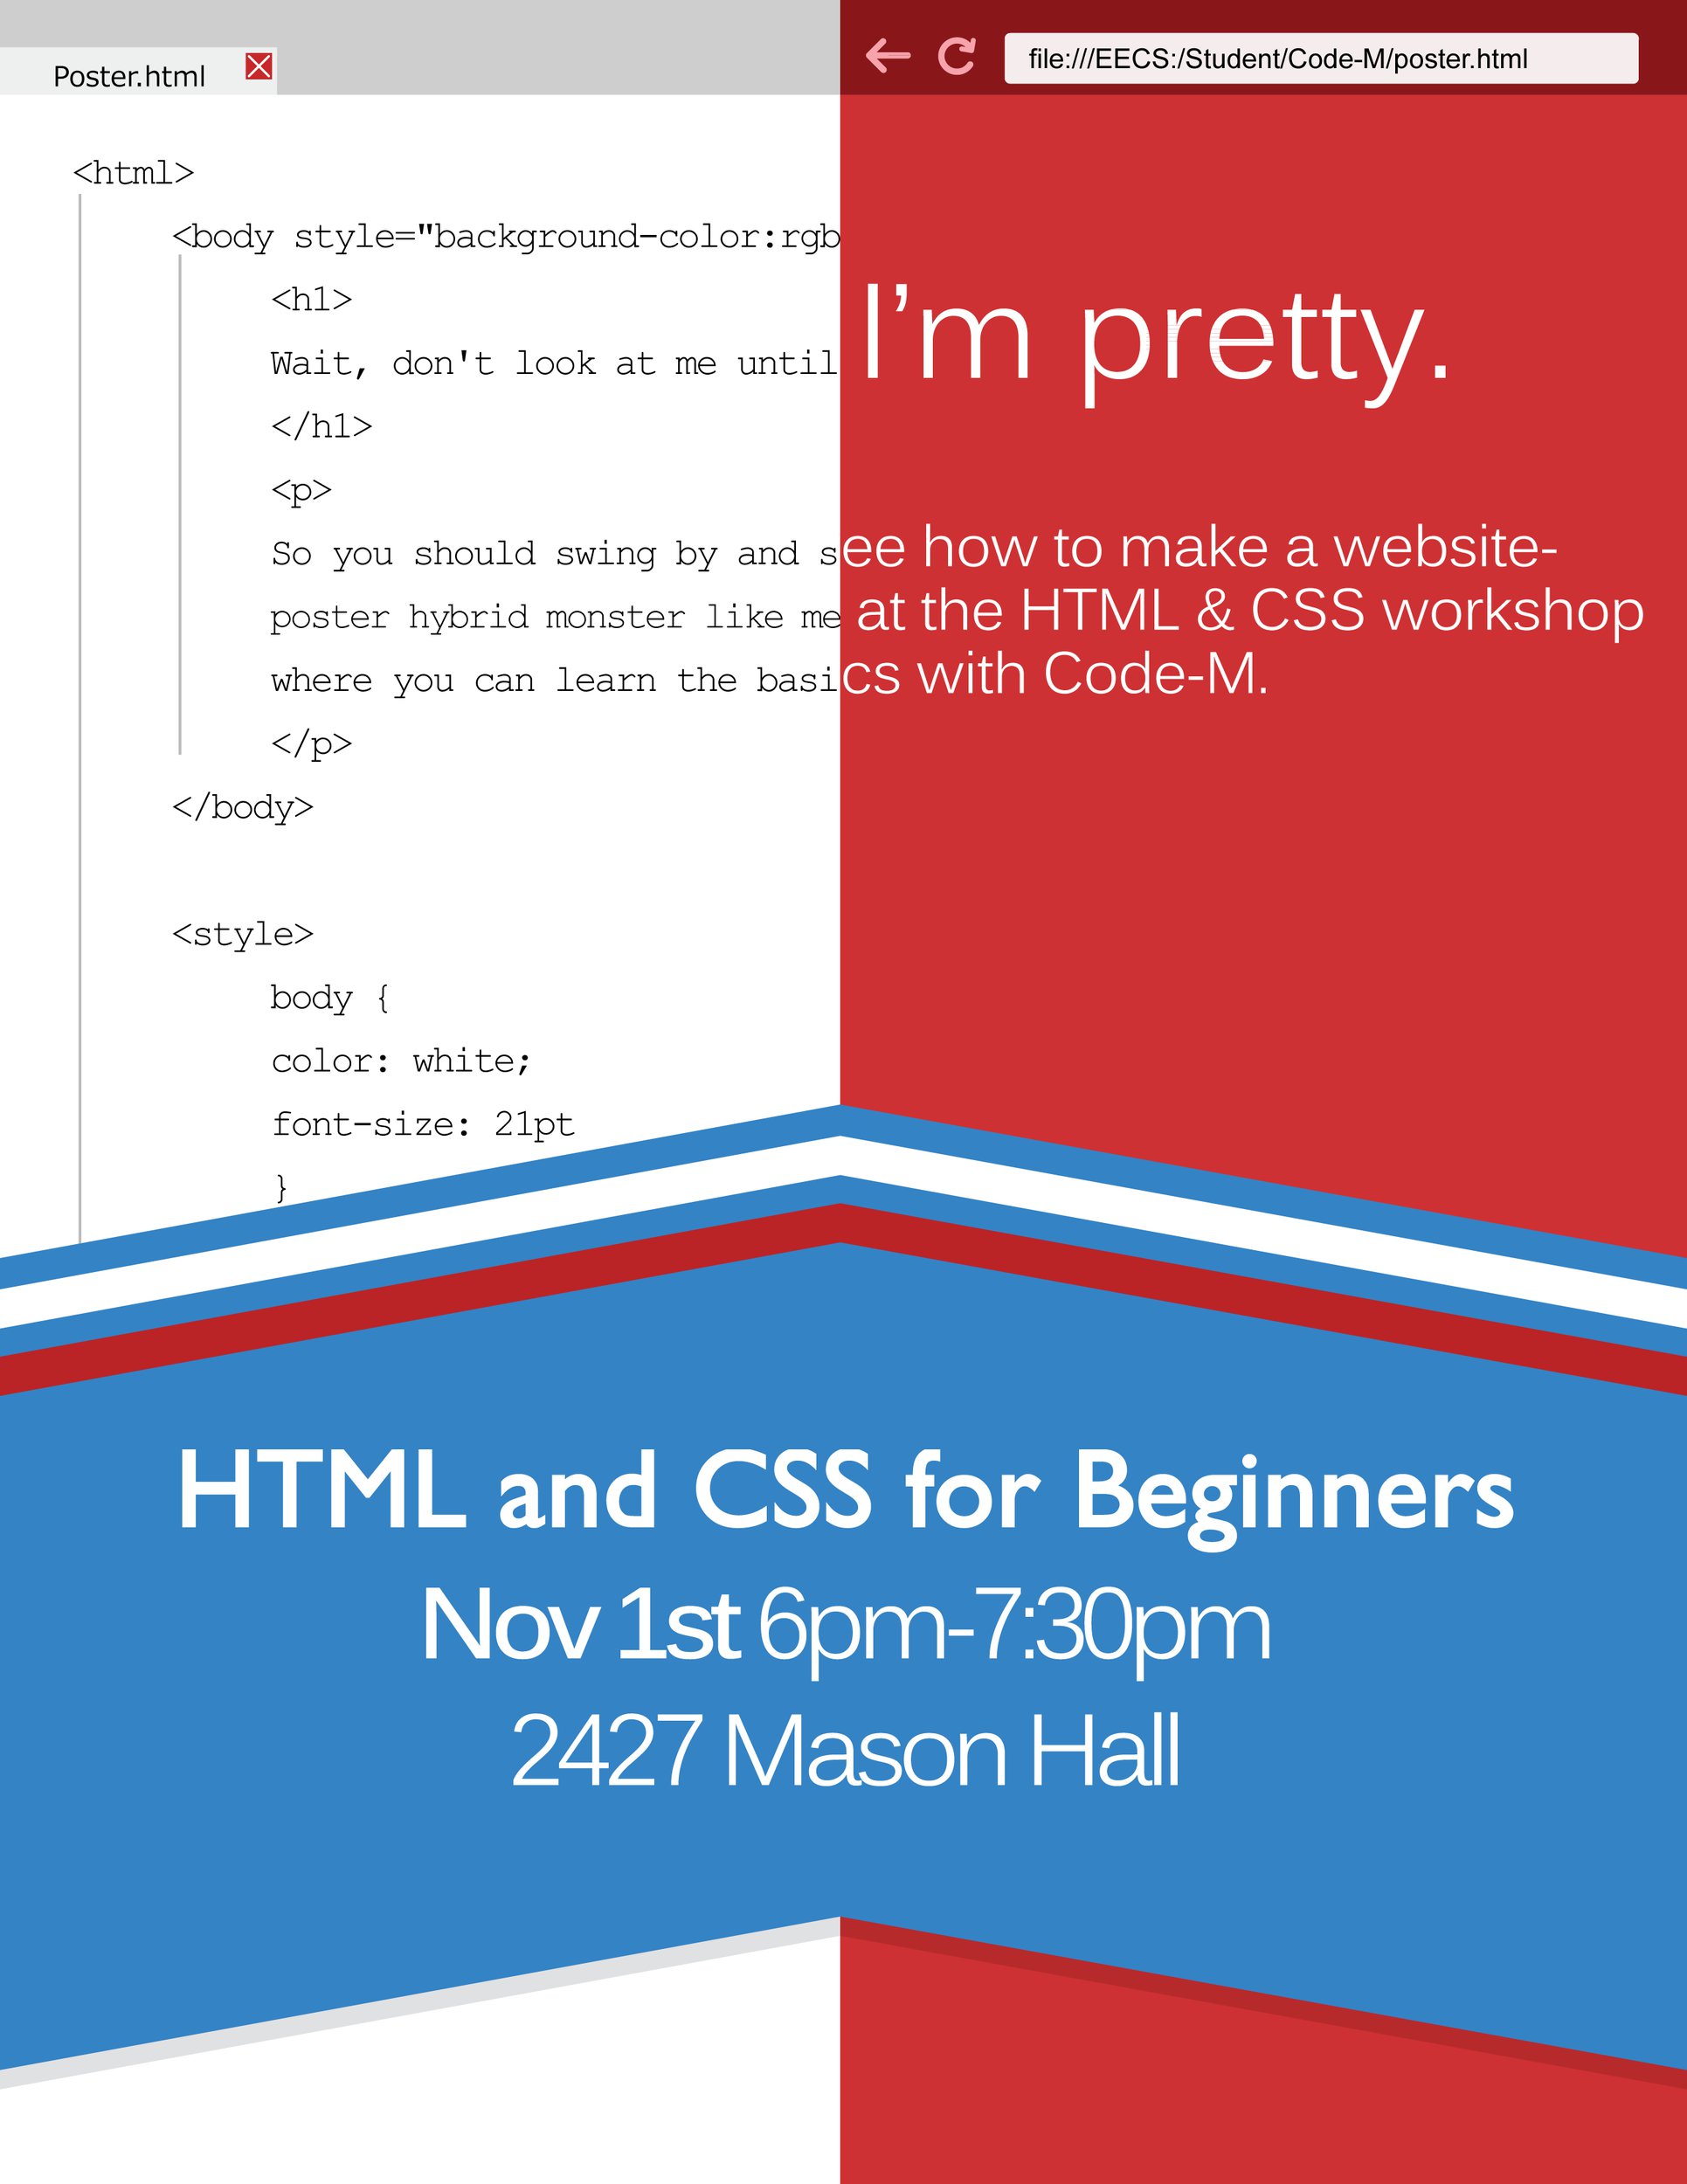 Poster.html
file:///EECS:/Student/Code-M/poster.html
<html>
<body style="background-color:rgb
<h1>
Wait, don't look at me until I’m pretty.
</h1>
<p>
So you should swing by and see how to make a website-
poster hybrid monster like me at the HTML & CSS workshop
where you can learn the basics with Code-M.
</p>
</body>
<style>
body {
color: white;
font-size: 21pt
}
HTML and CSS for Beginners
Nov 1st 6pm-7:30pm
2427 Mason Hall